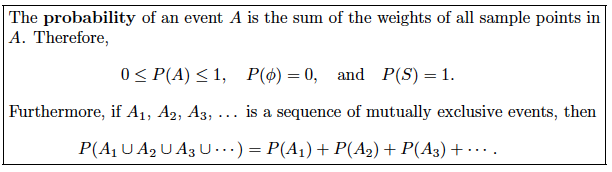 The probability of an event A is the sum of the weights of all sample points in
A. Therefore,
0 ≤ P(A) ≤ 1, P(ϕ) = 0, and P(S) = 1.
Furthermore, if A₁, A₂, A₃, ... is a sequence of mutually exclusive events, then
P(A₁ ∪ A₂ ∪ A₃ ∪ ···) = P(A₁) + P(A₂) + P(A₃) + ··· .